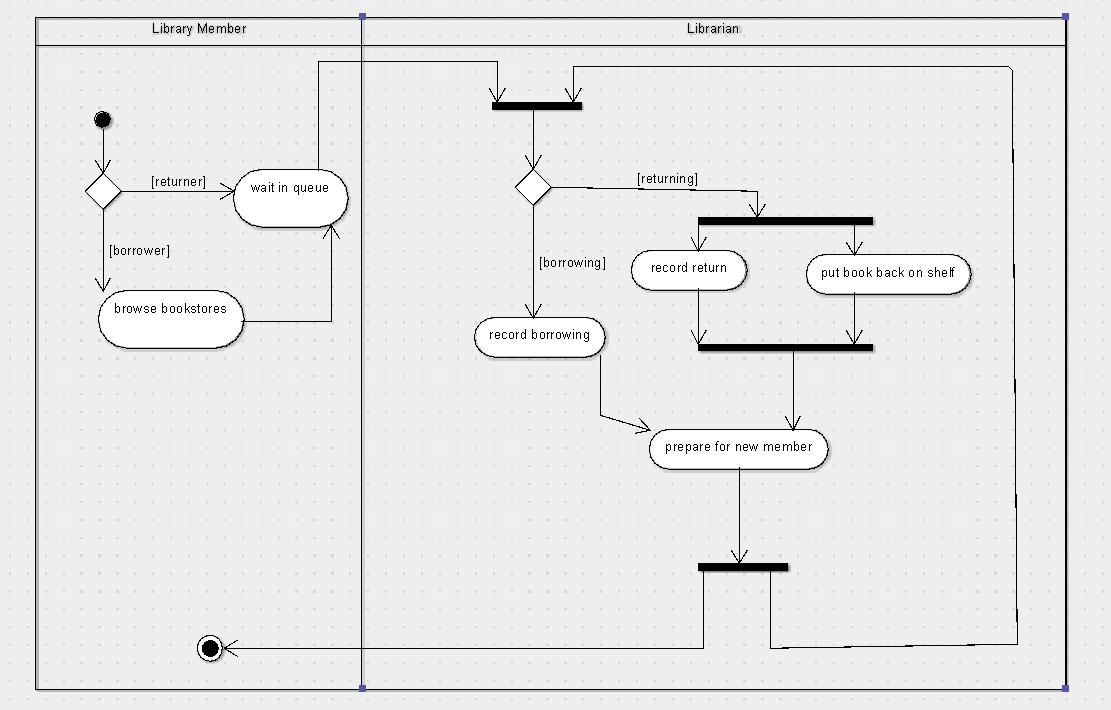 Library Member
Librarian
[returner]
wait in queue
[returning]
[borrower]
[borrowing]
record return
put book back on shelf
browse bookstores
record borrowing
prepare for new member